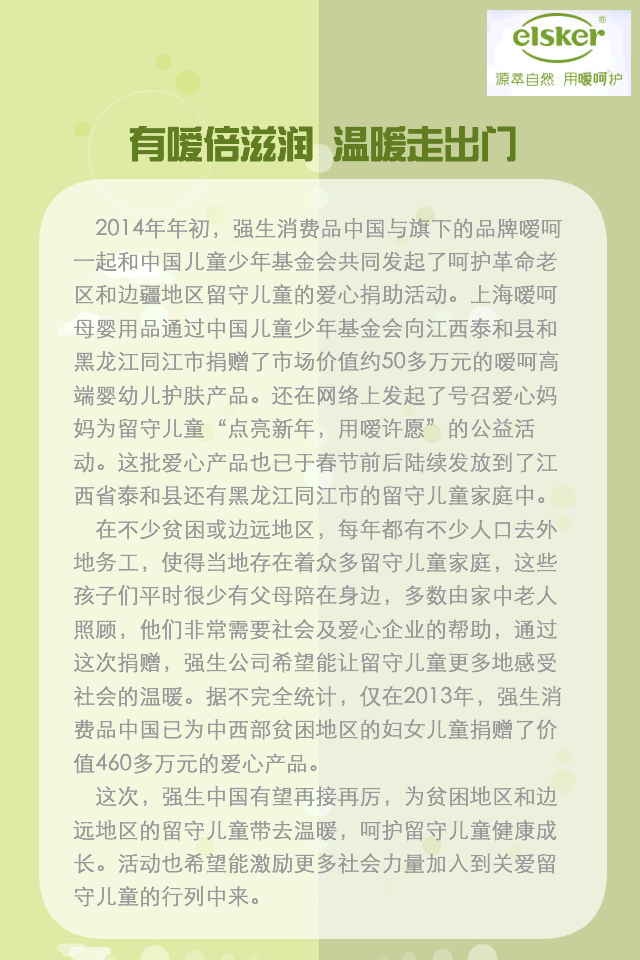 elsker®
源萃自然 用嗳呵护
有嗳倍滋润 温暖走出门
2014年年初，强生消费品中国与旗下的品牌嗳呵
一起和中国儿童少年基金会共同发起了呵护革命老
区和边疆地区留守儿童的爱心捐助活动。上海嗳呵
母婴用品通过中国儿童少年基金会向江西泰和县和
黑龙江同江市捐赠了市场价值约50多万元的嗳呵高
端婴幼儿护肤产品。还在网络上发起了号召爱心妈
妈为留守儿童“点亮新年，用嗳许愿”的公益活
动。这批爱心产品也已于春节前后陆续发放到了江
西省泰和县还有黑龙江同江市的留守儿童家庭中。
在不少贫困或边远地区，每年都有不少人口去外
地务工，使得当地存在着众多留守儿童家庭，这些
孩子们平时很少有父母陪在身边，多数由家中老人
照顾，他们非常需要社会及爱心企业的帮助，通过
这次捐赠，强生公司希望能让留守儿童更多地感受
社会的温暖。据不完全统计，仅在2013年，强生消
费品中国已为中西部贫困地区的妇女儿童捐赠了价
值460多万元的爱心产品。
这次，强生中国有望再接再厉，为贫困地区和边
远地区的留守儿童带去温暖，呵护留守儿童健康成
长。活动也希望能激励更多社会力量加入到关爱留
守儿童的行列中来。